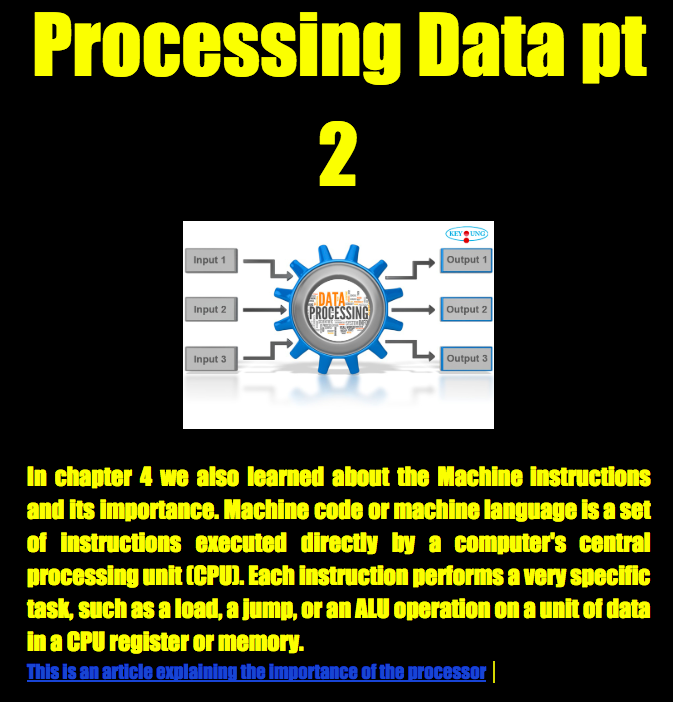 Processing Data pt
2
KEYOUNG
Input 1
Output 1
Input 2
DATA
PROCESSING
Output 2
Input 3
Output 3
In chapter 4 we also learned about the Machine instructions
and its importance. Machine code or machine language is a set
of instructions executed directly by a computer's central
processing unit (CPU). Each instruction performs a very specific
task, such as a load, a jump, or an ALU operation on a unit of data
in a CPU register or memory.
This is an article explaining the importance of the processor